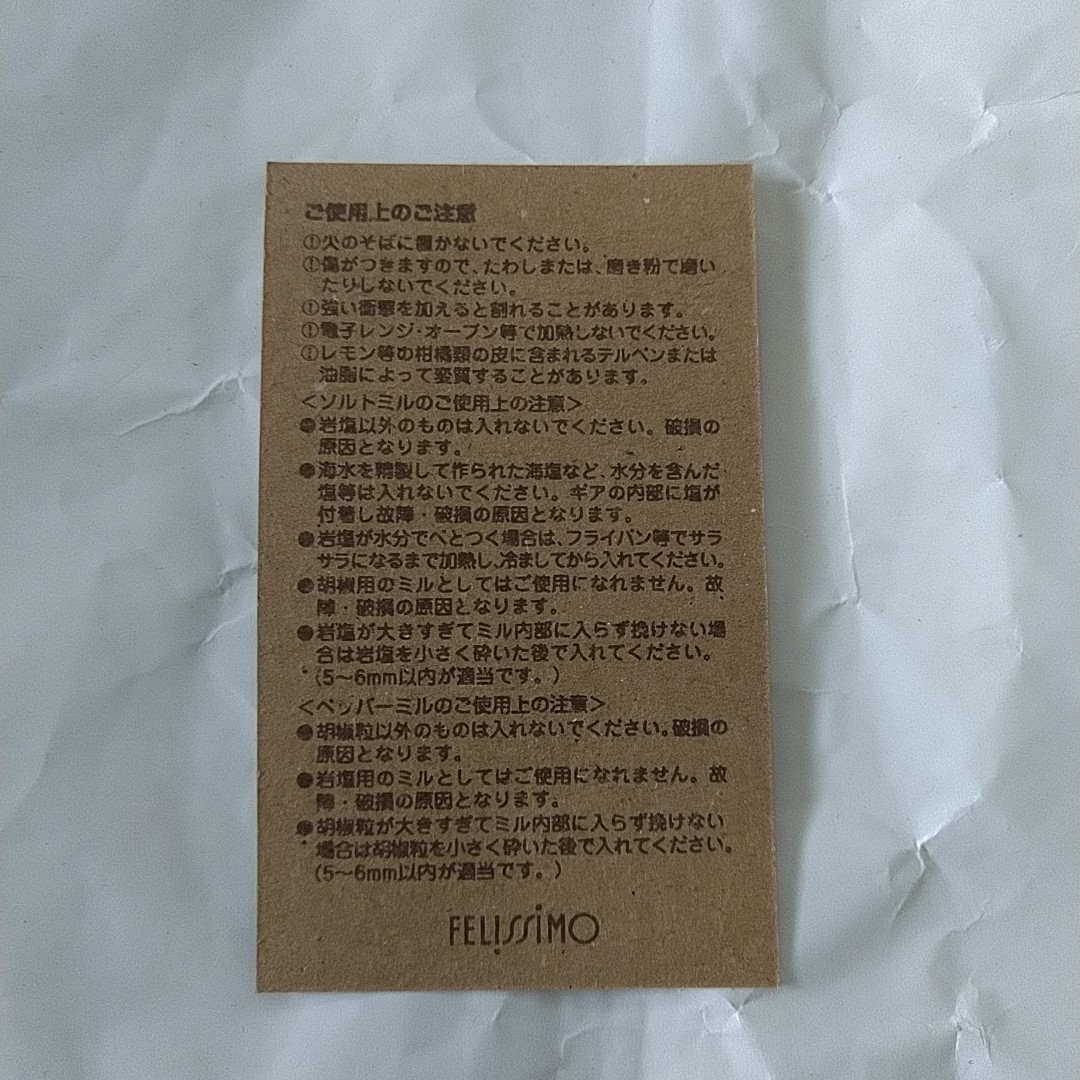 ご使用上のご注意
①火のそばに置かないでください。
①傷がつきますので、たわしまたは、磨き粉で磨い
たりしないでください。
①強い衝撃を加えると割れることがあります。
①電子レンジ・オーブン等で加熱しないでください。
①レモン等の柑橘類の皮に含まれるテルペンまたは
油脂によって変質することがあります。
＜ソルトミルのご使用上の注意＞
●岩塩以外のものは入れないでください。破損の
原因となります。
●海水を精製して作られた海塩など、水分を含んだ
塩等は入れないでください。ギアの内部に塩が
付着し故障・破損の原因となります。
●岩塩が水分でべとつく場合は、フライパン等でサラ
サラになるまで加熱し、冷ましてから入れてください。
●胡椒用のミルとしてはご使用になれません。故
障・破損の原因となります。
●岩塩が大きすぎてミル内部に入らず挽けない場
合は岩塩を小さく砕いた後で入れてください。
（5〜6mm以内が適当です。）
＜ペッパーミルのご使用上の注意＞
●胡椒粒以外のものは入れないでください。破損の
原因となります。
●岩塩用のミルとしてはご使用になれません。故
障・破損の原因となります。
●胡椒粒が大きすぎてミル内部に入らず挽けない
場合は胡椒粒を小さく砕いた後で入れてください。
（5〜6mm以内が適当です。）
FELISSIMO